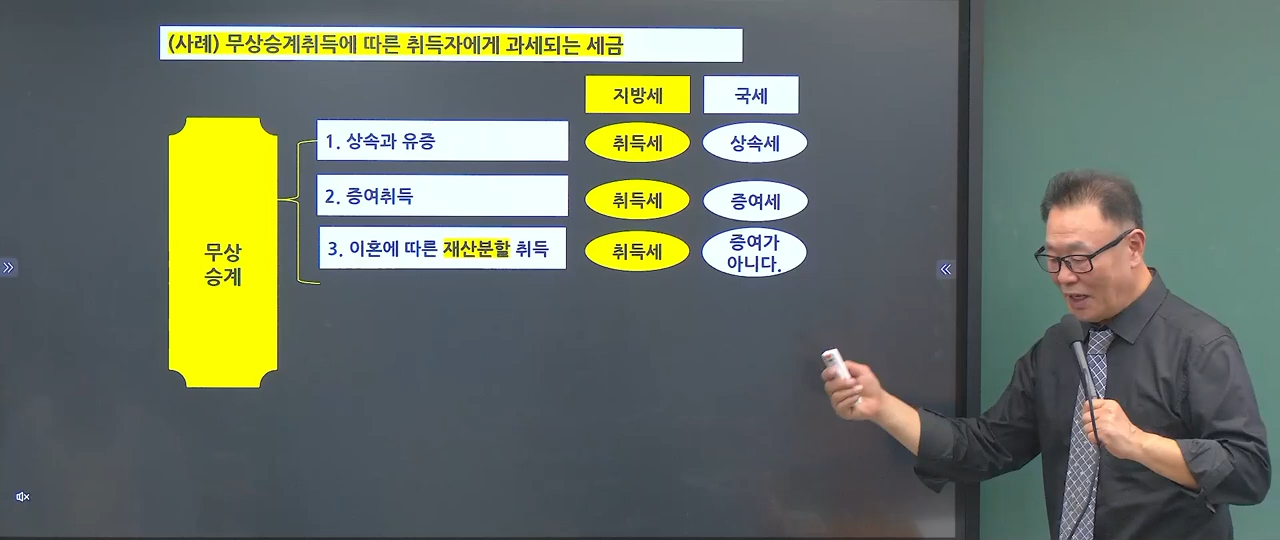 (사례) 무상승계취득에 따른 취득자에게 과세되는 세금
지방세 국세
1. 상속과 유증 취득세 상속세
2. 증여취득 취득세 증여세
3. 이혼에 따른 재산분할 취득 취득세 증여가
아니다.
무상
승계